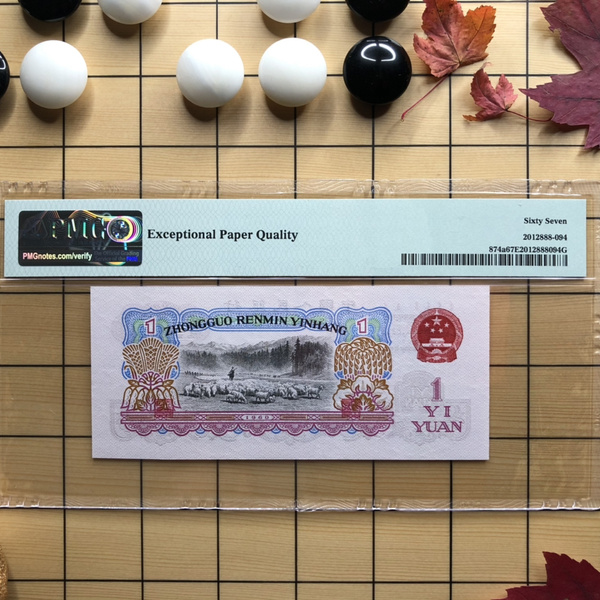 PMG
Exceptional Paper Quality
PMGnotes.com/verify
Sixty Seven
2012888-094
874a67E2012888094G
1 ZHONGGUO RENMIN YINHANG 1
1960
1
YI
YUAN